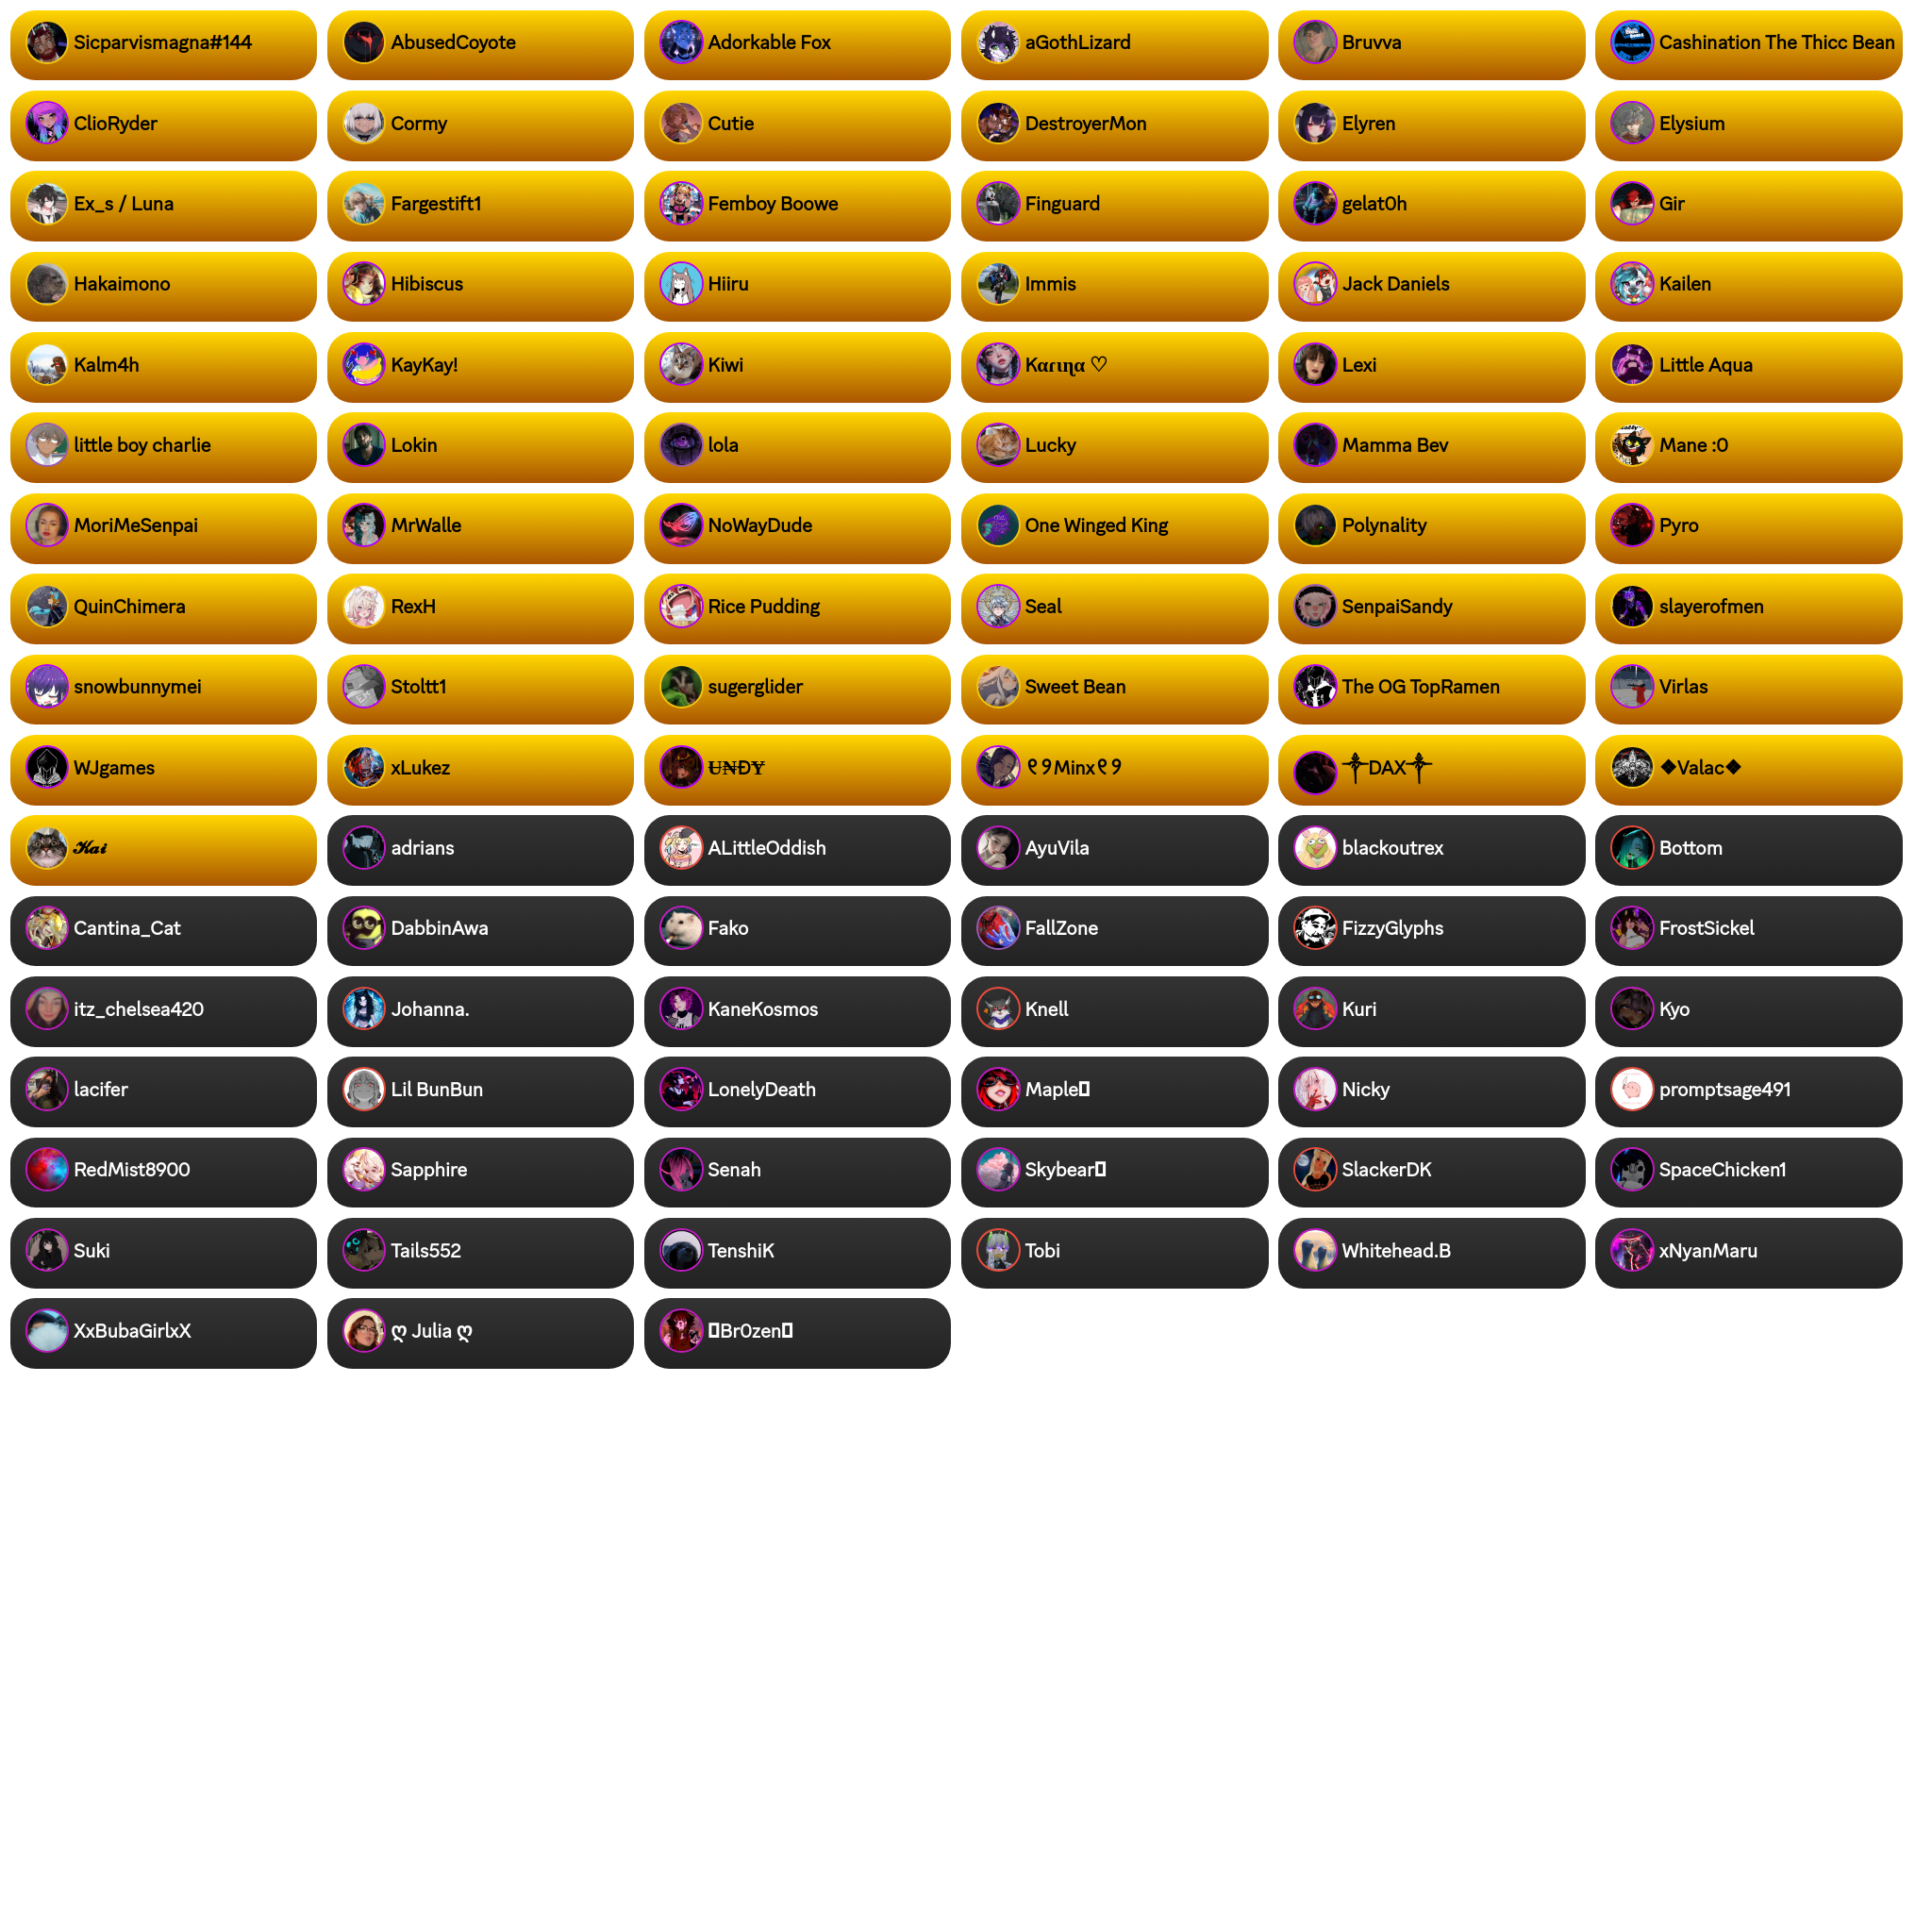 Sicparvismagna#144
AbusedCoyote
Adorkable Fox
aGothLizard
Bruvva
Cashination The Thicc Bean
ClioRyder
Cormy
Cutie
DestroyerMon
Elyren
Elysium
Ex_s / Luna
Fargestift1
Femboy Boowe
Finguard
gelat0h
Gir
Hakaimono
Hibiscus
Hiiru
Immis
Jack Daniels
Kailen
Kalm4h
KayKay!
Kiwi
Kαɾιɳα ♡
Lexi
Little Aqua
little boy charlie
Lokin
lola
Lucky
Mamma Bev
Mane :0
MoriMeSenpai
MrWalle
NoWayDude
One Winged King
Polynality
Pyro
QuinChimera
RexH
Rice Pudding
Seal
SenpaiSandy
slayerofmen
snowbunnymei
Stoltt1
sugerglider
Sweet Bean
The OG TopRamen
Virlas
WJgames
xLukez
U̶N̶ĐY̶
୧୨Minx୧୨
༒DAX༒
❖Valac❖
𝓚𝓪𝓲
adrians
ALittleOddish
AyuVila
blackoutrex
Bottom
Cantina_Cat
DabbinAwa
Fako
FallZone
FizzyGlyphs
FrostSickel
itz_chelsea420
Johanna.
KaneKosmos
Knell
Kuri
Kyo
lacifer
Lil BunBun
LonelyDeath
Maple
Nicky
promptsage491
RedMist8900
Sapphire
Senah
Skybear
SlackerDK
SpaceChicken1
Suki
Tails552
TenshiK
Tobi
Whitehead.B
xNyanMaru
XxBubaGirlxX
ღ Julia ღ
Br0zen